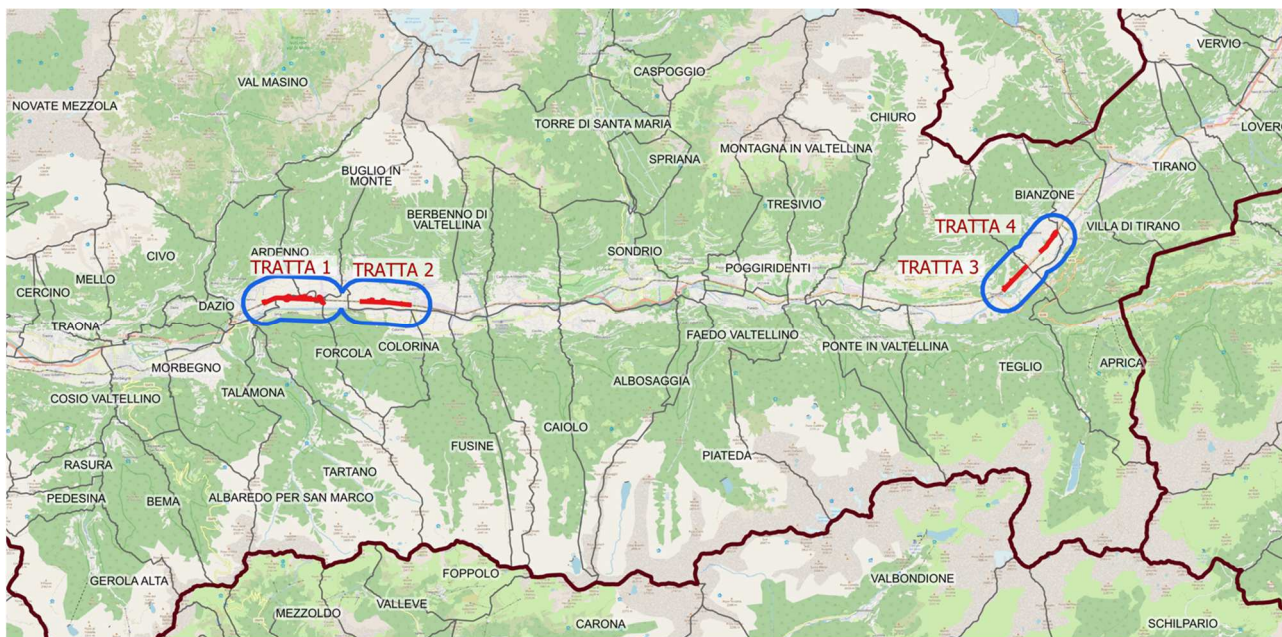 VERVIO
CASPOGGIO
VAL MASINO
NOVATE MEZZOLA
CHIURO
TORRE DI SANTA MARIA
LOVER
MONTAGNA IN VALTELLINA
SPRIANA
TIRANO
BUGLIO IN
MONTE
BIANZONE
TRESIVIO
BERBENNO DI
VALTELLINA
TRATTA 4
VILLA DI TIRANO
ARDENNO
SONDRIO
CIVO
TRATTA 1
TRATTA 2
POGGIRIDENTI
TRATTA 3
MELLO
CERCINO
DAZIO
TRAONA
FAEDO VALTELLINO
COLORINA
PONTE IN VALTELLINA
FORCOLA
MORBEGNO
TEGLIO
APRICA
ALBOSAGGIA
TALAMONA
COSIO VALTELLINO
CAIOLO
FUSINE
PIATEDA
RASURA
TARTANO
PEDESINA
BEMA
ALBAREDO PER SAN MARCO
FOPPOLO
VALBONDIONE
GEROLA ALTA
VALLEVE
MEZZOLDO
CARONA
SCHILPARIO